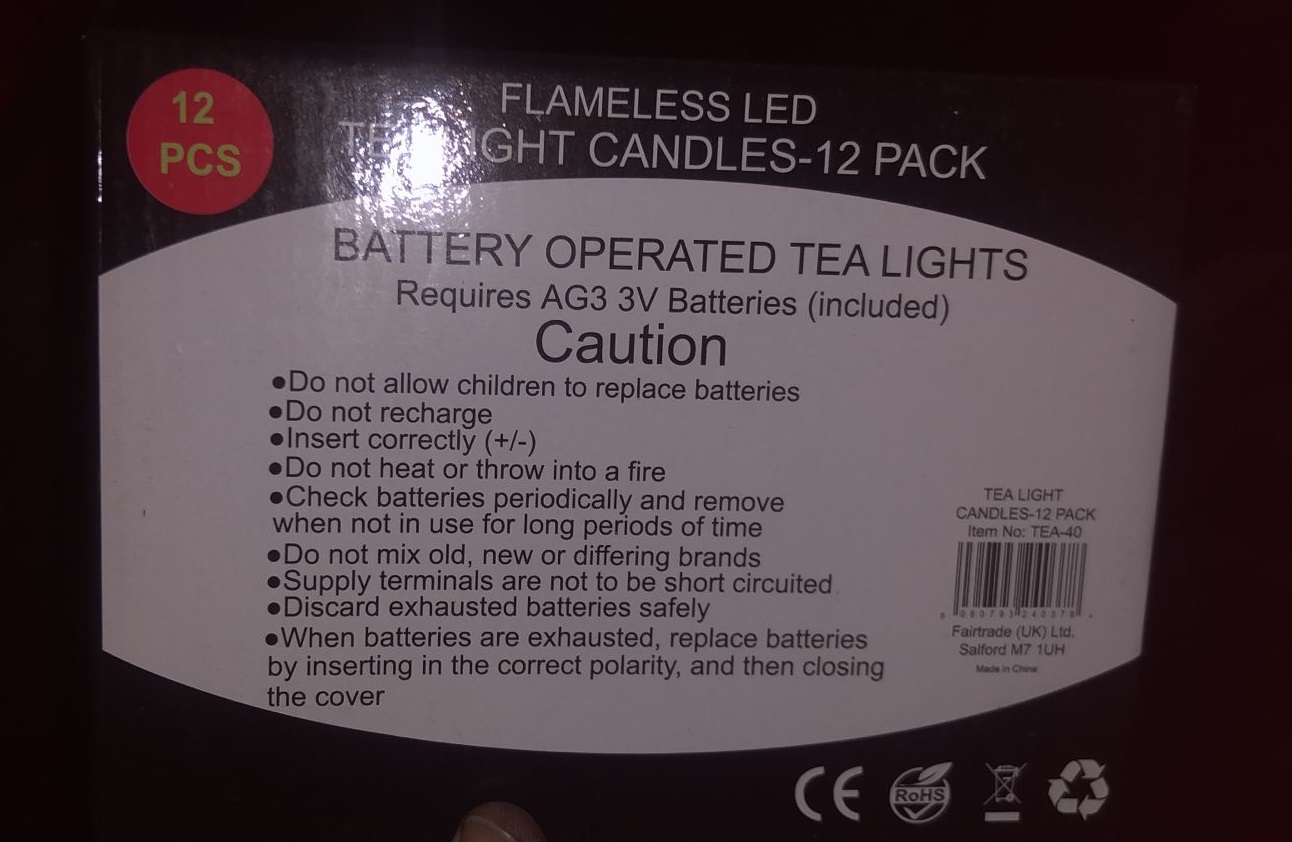 12
PCS
FLAMELESS LED
CANDLES-12 PACK
BATTERY OPERATED TEA LIGHTS
Requires AG3 3V Batteries (included)
Caution
●Do not allow children to replace batteries
●Do not recharge
●Insert correctly (+/-)
●Do not heat or throw into a fire
●Check batteries periodically and remove
when not in use for long periods of time
●Do not mix old, new or differing brands
●Supply terminals are not to be short circuited
●Discard exhausted batteries safely
●When batteries are exhausted, replace batteries
by inserting in the correct polarity, and then closing
the cover
TEA LIGHT
CANDLES-12 PACK
Item No: TEA-40
Fairtrade (UK) Ltd.
Salford M7 1UH
Made in China
CE
RoHS